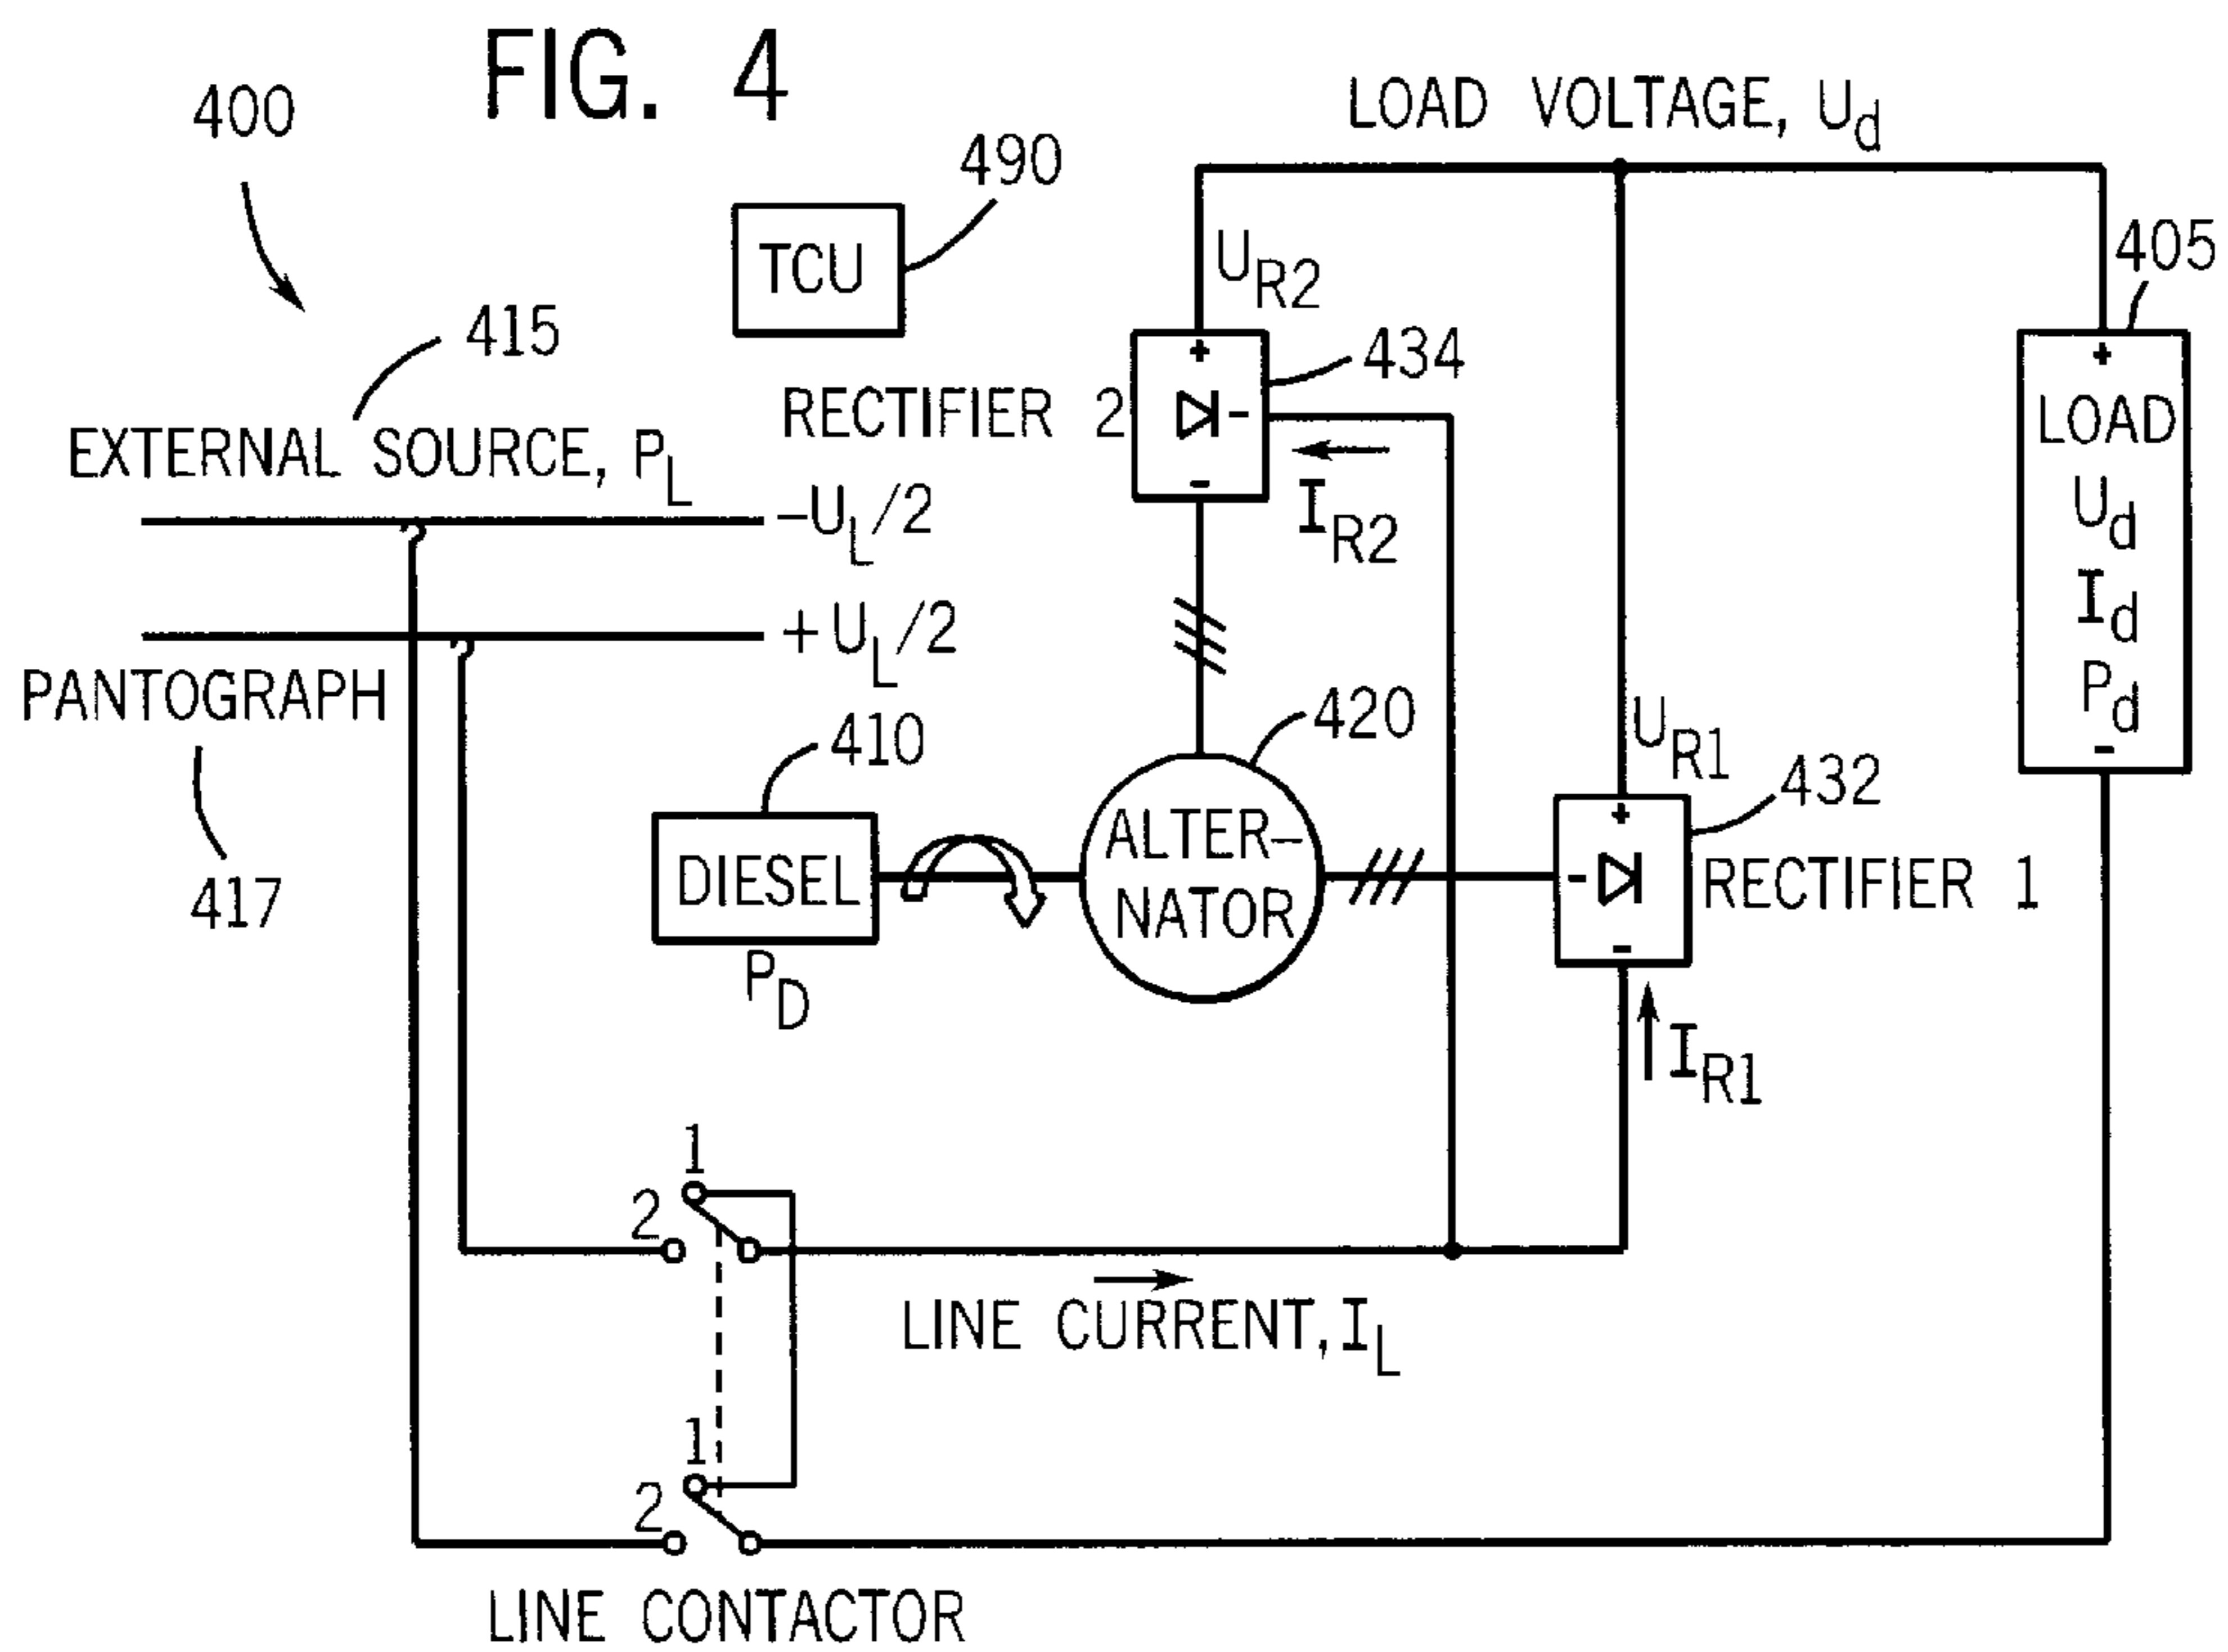 FIG. 4
400
490
TCU
LOAD VOLTAGE, Ud
UR2
405
415
434
RECTIFIER 2
+
-
-
IR2
EXTERNAL SOURCE, PL
-UL/2
+UL/2
PANTOGRAPH
417
+
LOAD
Ud
Id
Pd
-
410
DIESEL
PD
420
ALTER-
NATOR
UR1
432
+
-
-
RECTIFIER 1
IR1
1
2
LINE CURRENT, IL
1
2
LINE CONTACTOR